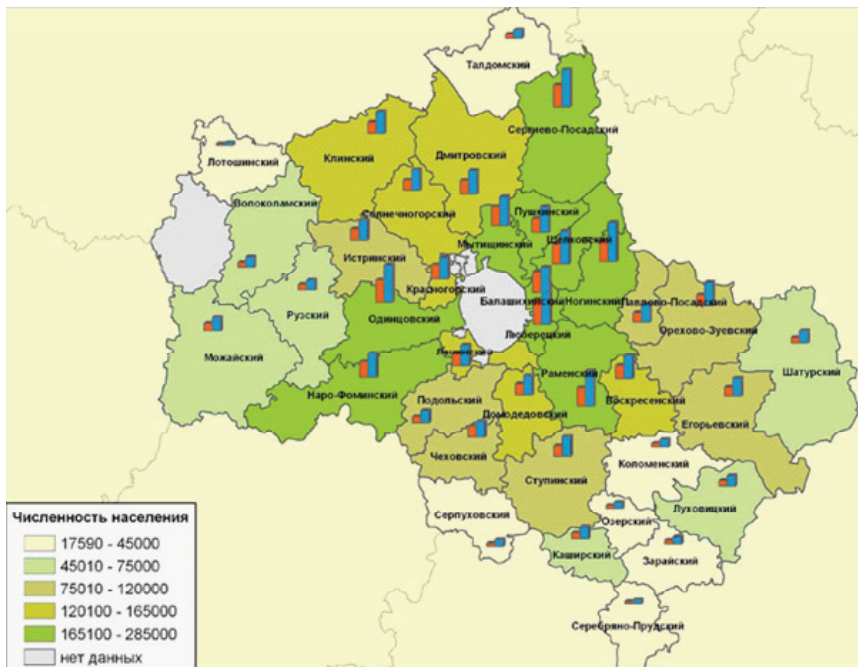 Талдомский
Сергиево-Посадский
Лотошинский
Клинский
Дмитровский
Волоколамский
Солнечногорский
Пушкинский
Щелковский
Мытищинский
Истринский
Красногорский
Балашихинский
Ногинский
Павлово-Посадский
Рузский
Одинцовский
Люберецкий
Орехово-Зуевский
Можайский
Ленинский
Раменский
Шатурский
Наро-Фоминский
Подольский
Домодедовский
Воскресенский
Егорьевский
Чеховский
Ступинский
Коломенский
Серпуховский
Озерский
Луховицкий
Каширский
Зарайский
Серебряно-Прудский
Численность населения
17590 - 45000
45010 - 75000
75010 - 120000
120100 - 165000
165100 - 285000
нет данных